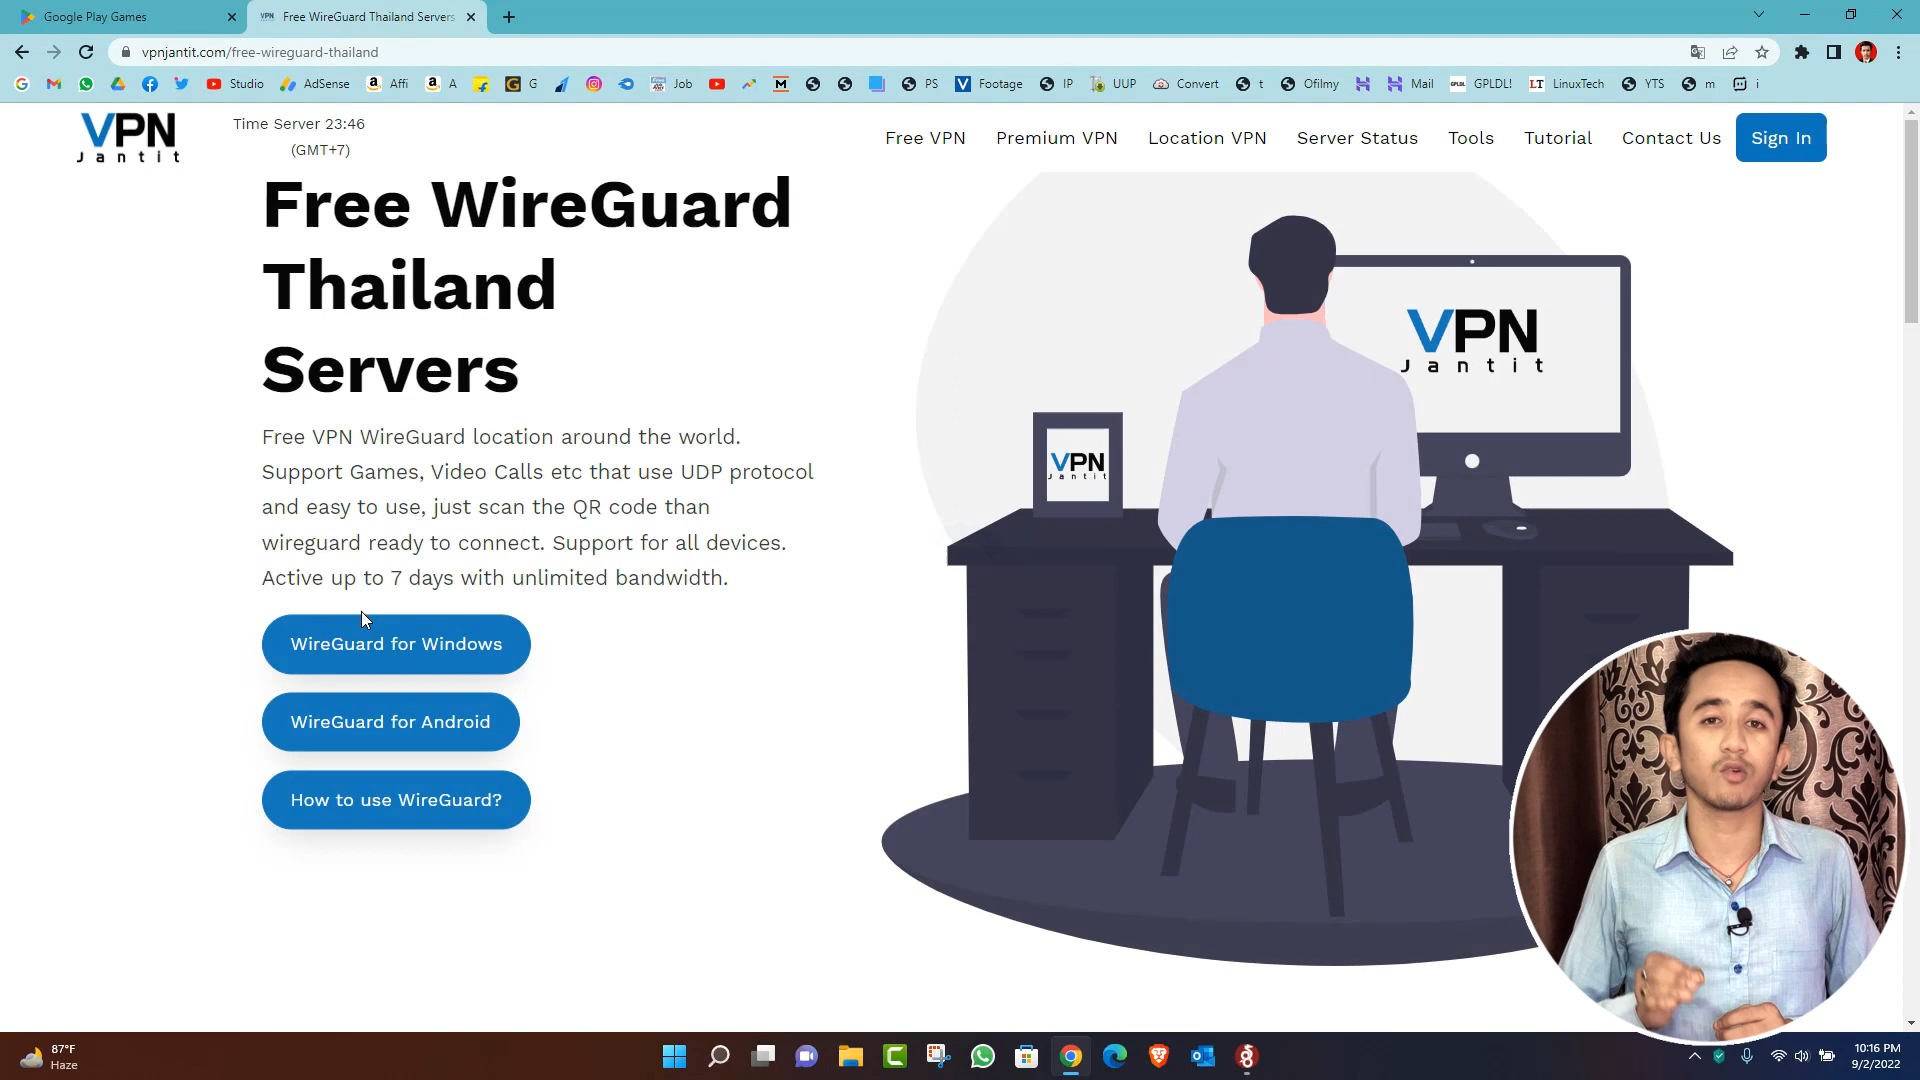 Google Play Games
VPN Free WireGuard Thailand Servers
vpnjantit.com/free-wireguard-thailand
Studio AdSense Affi A G Job PS Footage IP UUP Convert t Ofilmy Mail GPLDL! LinuxTech YTS m i
VPN
Jantit
Time Server 23:46
(GMT+7)
Free VPN Premium VPN Location VPN Server Status Tools Tutorial Contact Us Sign In
Free WireGuard
Thailand
Servers
Free VPN WireGuard location around the world.
Support Games, Video Calls etc that use UDP protocol
and easy to use, just scan the QR code than
wireguard ready to connect. Support for all devices.
Active up to 7 days with unlimited bandwidth.
WireGuard for Windows
WireGuard for Android
How to use WireGuard?
VPN
Jantit
VPN
Jantit
87°F
Haze
10:16 PM
9/2/2022